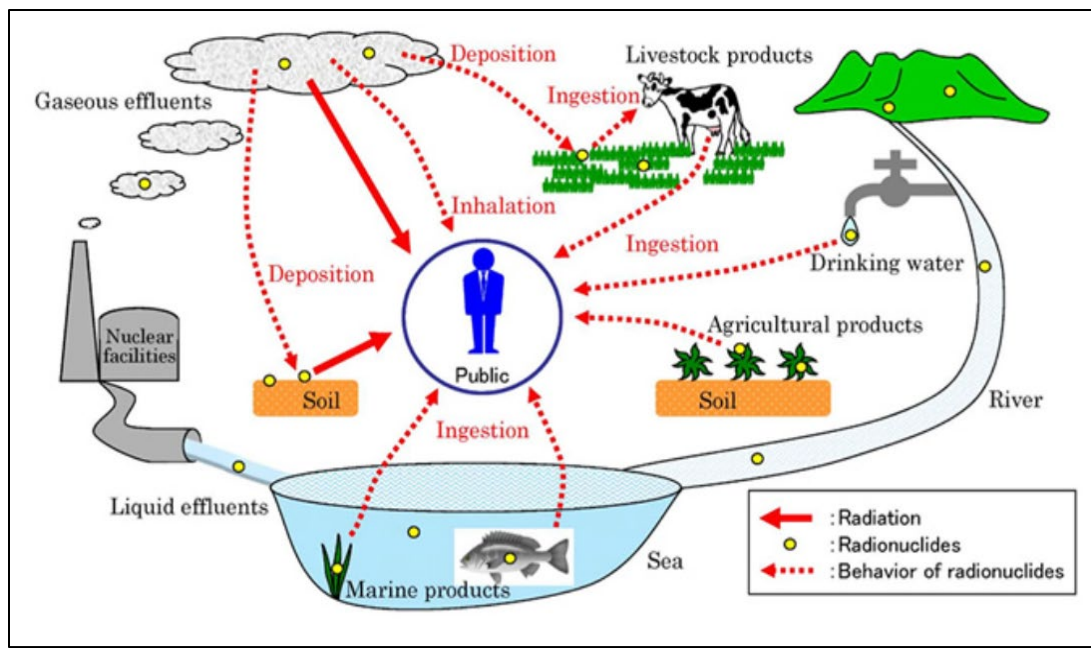 Deposition
Livestock products
Gaseous effluents
Ingestion
Inhalation
Ingestion
Deposition
Drinking water
Nuclear
facilities
Agricultural products
Public
Soil
Soil
River
Ingestion
Liquid effluents
Sea
Marine products
:Radiation
:Radionuclides
:Behavior of radionuclides